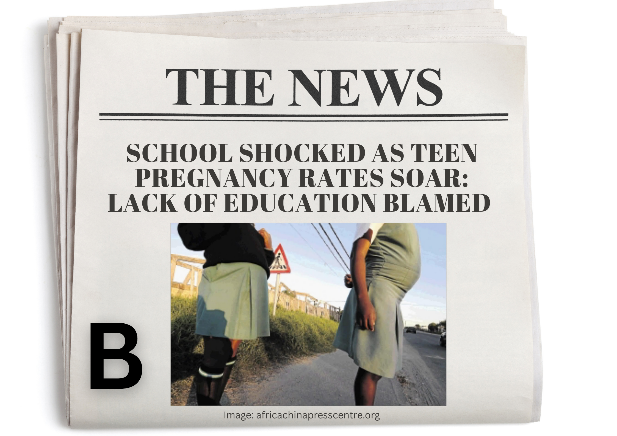 THE NEWS
SCHOOL SHOCKED AS TEEN
PREGNANCY RATES SOAR:
LACK OF EDUCATION BLAMED
B
Image: africachinapresscentre.org